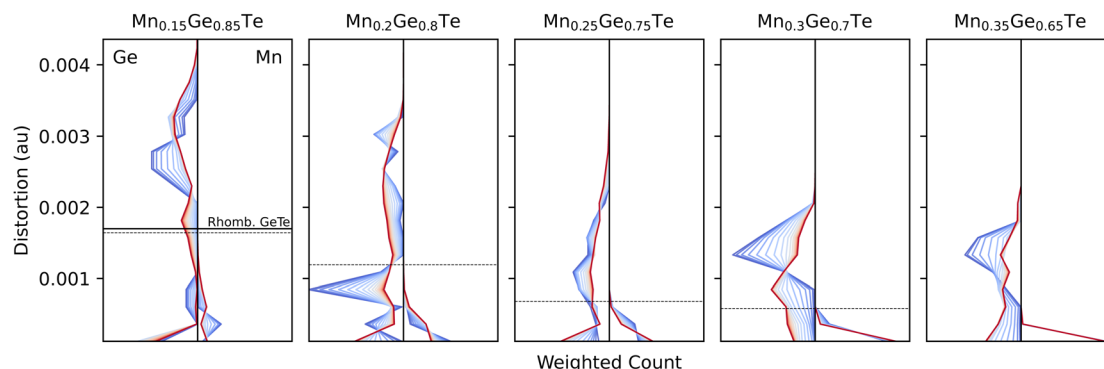 Mn₀.₁₅Ge₀.₈₅Te Mn₀.₂Ge₀.₈Te Mn₀.₂₅Ge₀.₇₅Te Mn₀.₃Ge₀.₇Te Mn₀.₃₅Ge₀.₆₅Te
Ge Mn
0.004
0.003
0.002
0.001
Distortion (au)
Rhomb. GeTe
Weighted Count